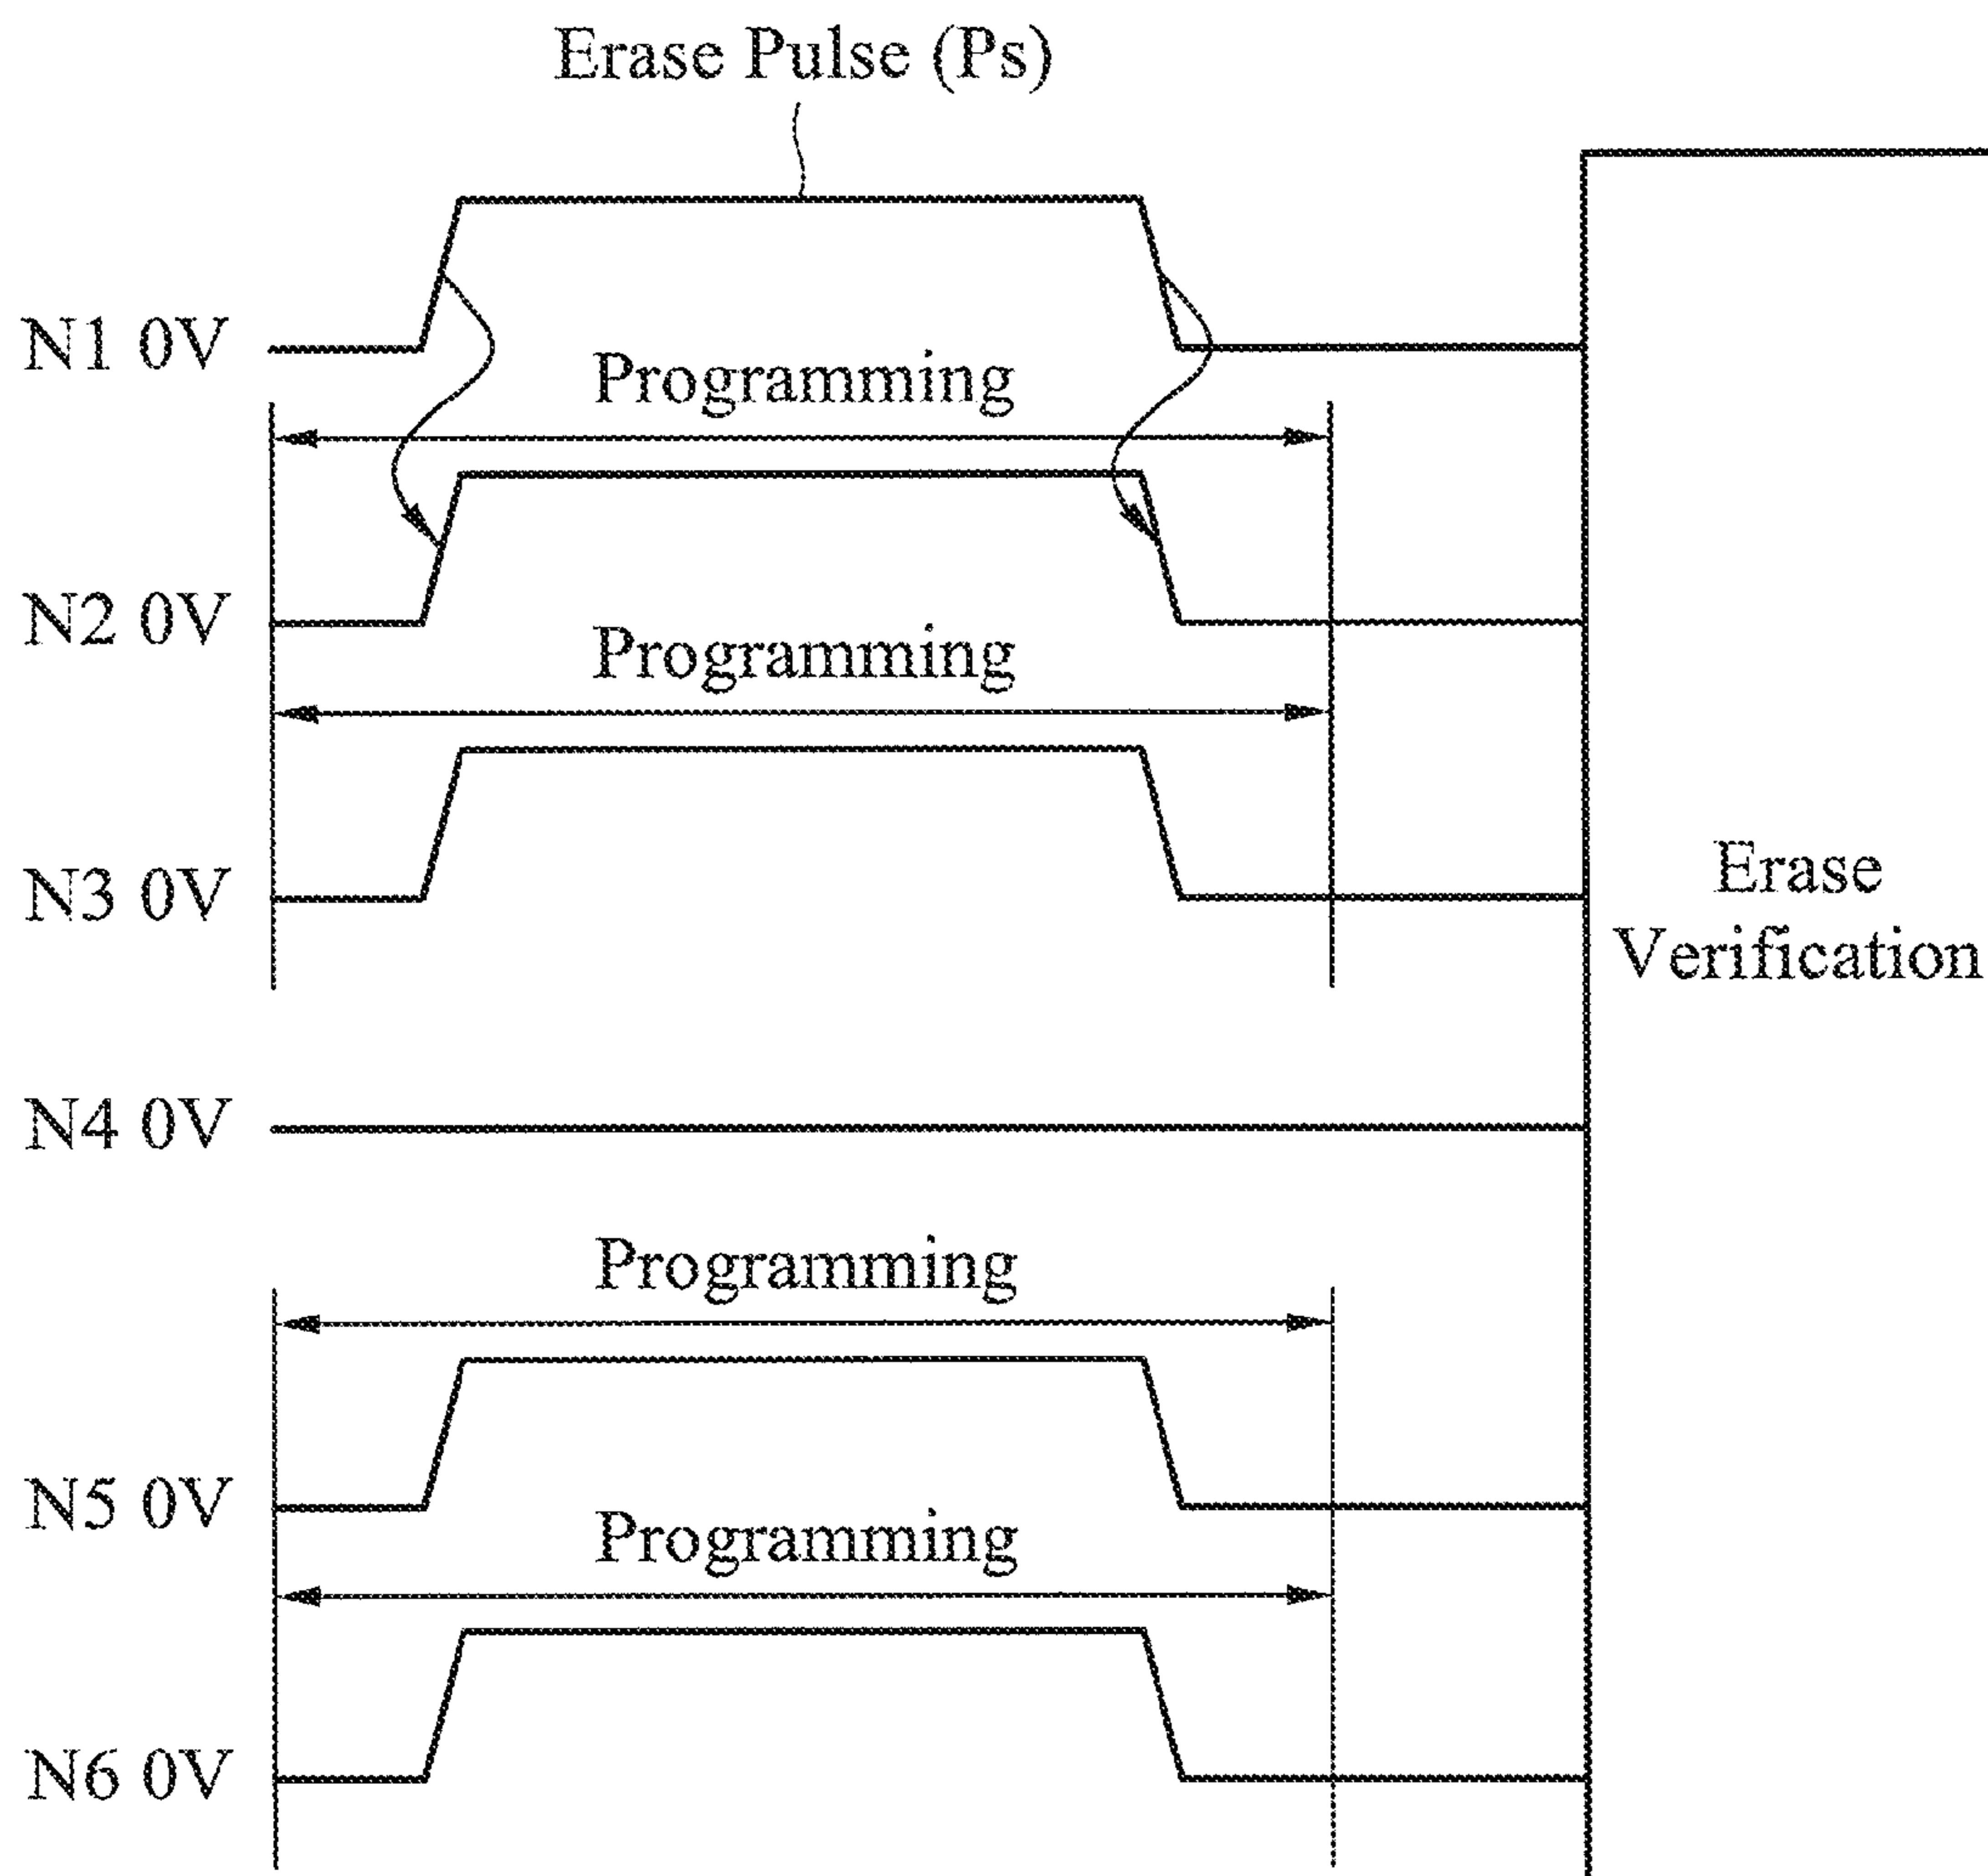 Erase Pulse (Ps)
N1 0V
Programming
N2 0V
Programming
N3 0V
Erase
Verification
N4 0V
Programming
N5 0V
Programming
N6 0V